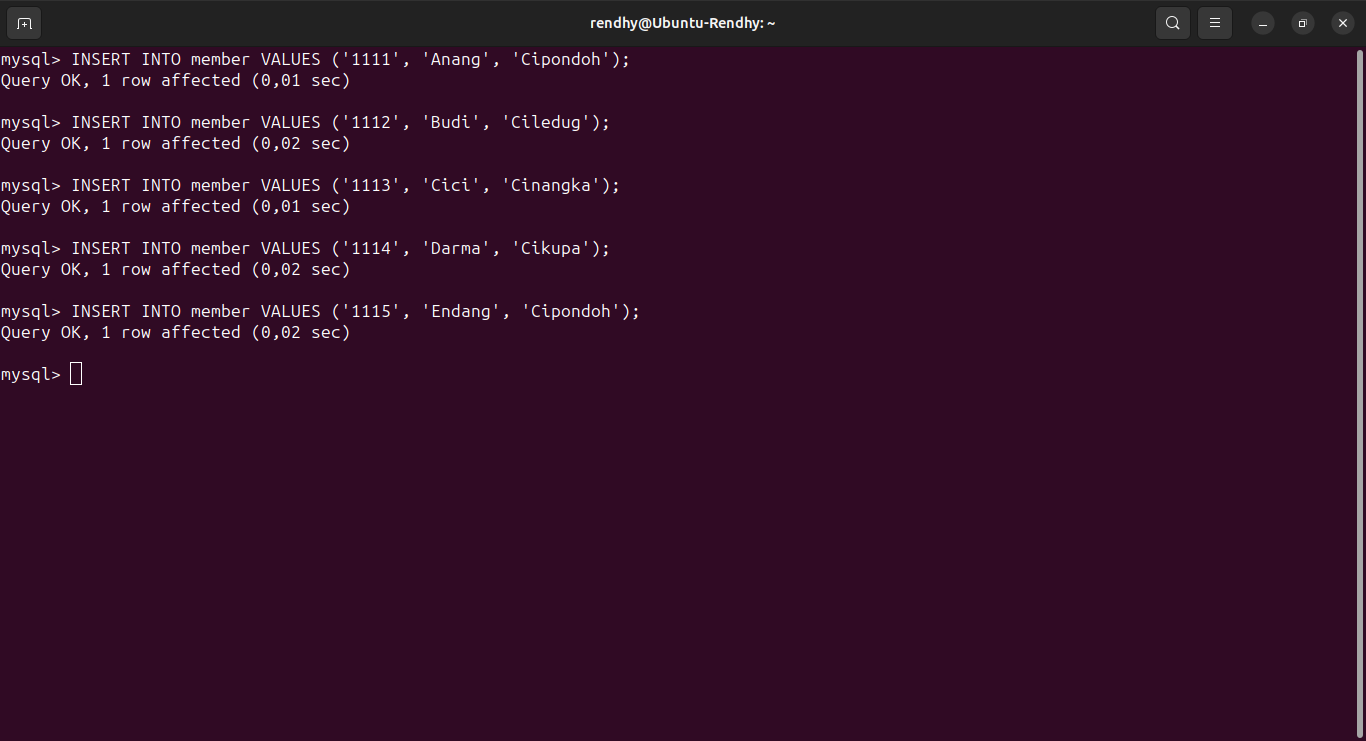 rendhy@Ubuntu-Rendhy: ~
mysql> INSERT INTO member VALUES ('1111', 'Anang', 'Cipondoh');
Query OK, 1 row affected (0,01 sec)
mysql> INSERT INTO member VALUES ('1112', 'Budi', 'Ciledug');
Query OK, 1 row affected (0,02 sec)
mysql> INSERT INTO member VALUES ('1113', 'Cici', 'Cinangka');
Query OK, 1 row affected (0,01 sec)
mysql> INSERT INTO member VALUES ('1114', 'Darma', 'Cikupa');
Query OK, 1 row affected (0,02 sec)
mysql> INSERT INTO member VALUES ('1115', 'Endang', 'Cipondoh');
Query OK, 1 row affected (0,02 sec)
mysql>